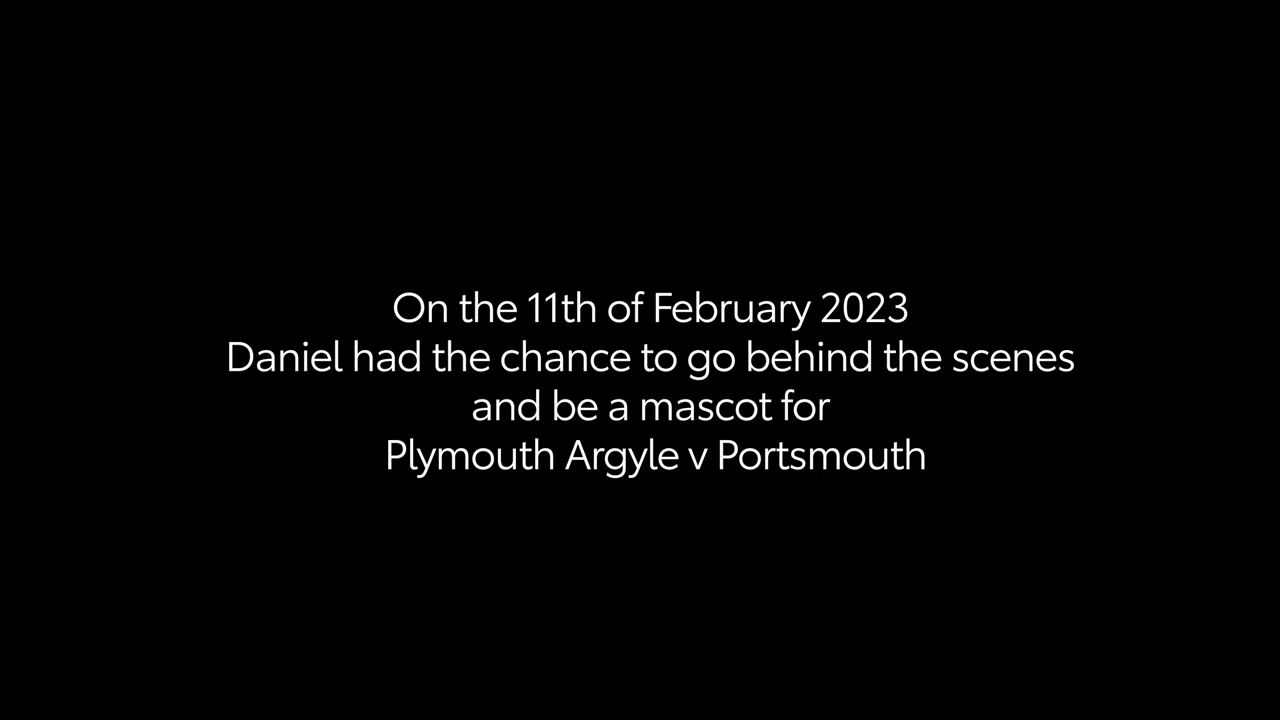 On the 11th of February 2023
Daniel had the chance to go behind the scenes
and be a mascot for
Plymouth Argyle v Portsmouth